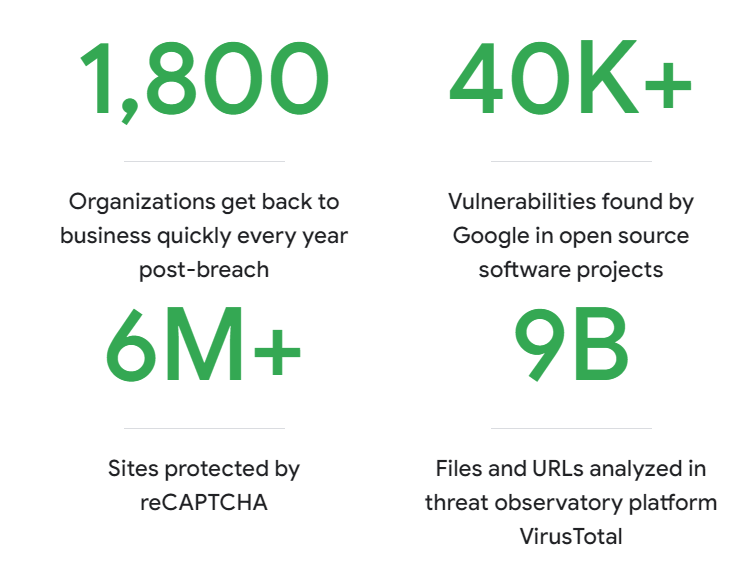 1,800
Organizations get back to
business quickly every year
post-breach
40K+
Vulnerabilities found by
Google in open source
software projects
6M+
Sites protected by
reCAPTCHA
9B
Files and URLs analyzed in
threat observatory platform
VirusTotal